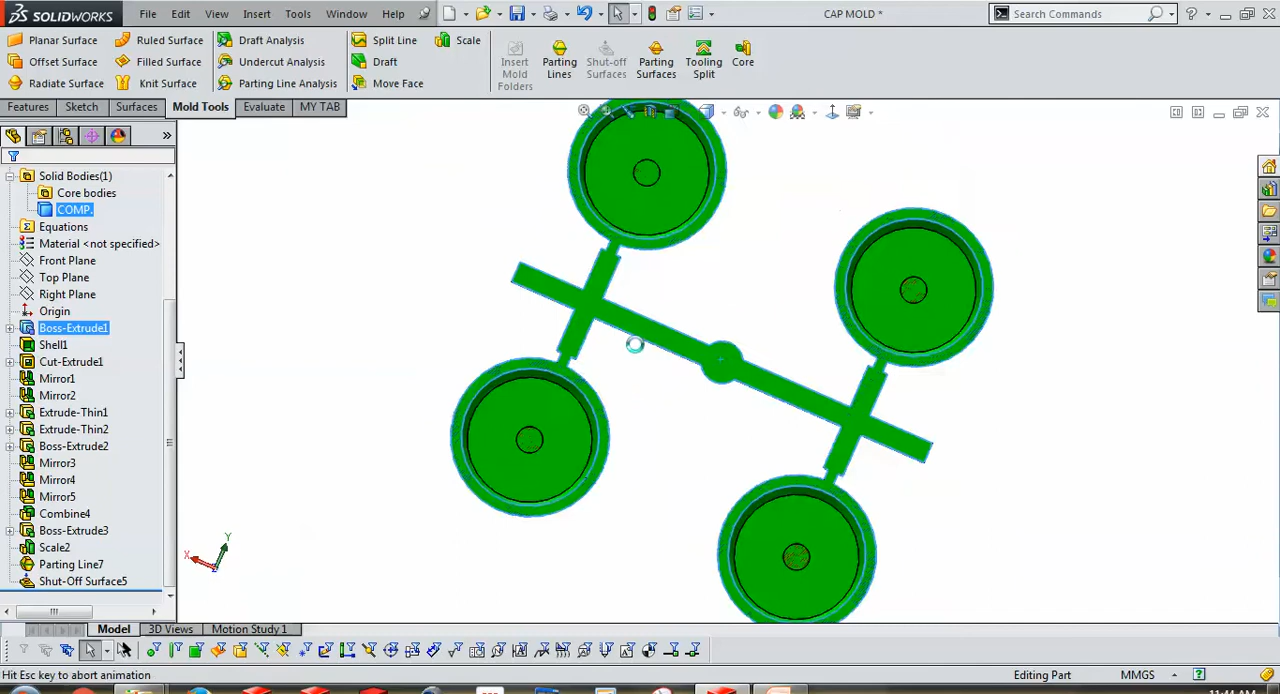 SOLIDWORKS File Edit View Insert Tools Window Help CAP MOLD * Search Commands
Planar Surface Ruled Surface Draft Analysis Split Line Scale
Offset Surface Filled Surface Undercut Analysis Draft
Radiate Surface Knit Surface Parting Line Analysis Move Face
Insert Mold Folders
Parting Lines
Shut-off Surfaces
Parting Surfaces
Tooling Split
Core
Features Sketch Surfaces Mold Tools Evaluate MY TAB
Solid Bodies(1)
Core bodies
COMP.
Equations
Material <not specified>
Front Plane
Top Plane
Right Plane
Origin
Boss-Extrude1
Shell1
Cut-Extrude1
Mirror1
Mirror2
Extrude-Thin1
Extrude-Thin2
Boss-Extrude2
Mirror3
Mirror4
Mirror5
Combine4
Boss-Extrude3
Scale2
Parting Line7
Shut-Off Surface5
X Y
Model 3D Views Motion Study 1
Hit Esc key to abort animation Editing Part MMGS
11:44 AM